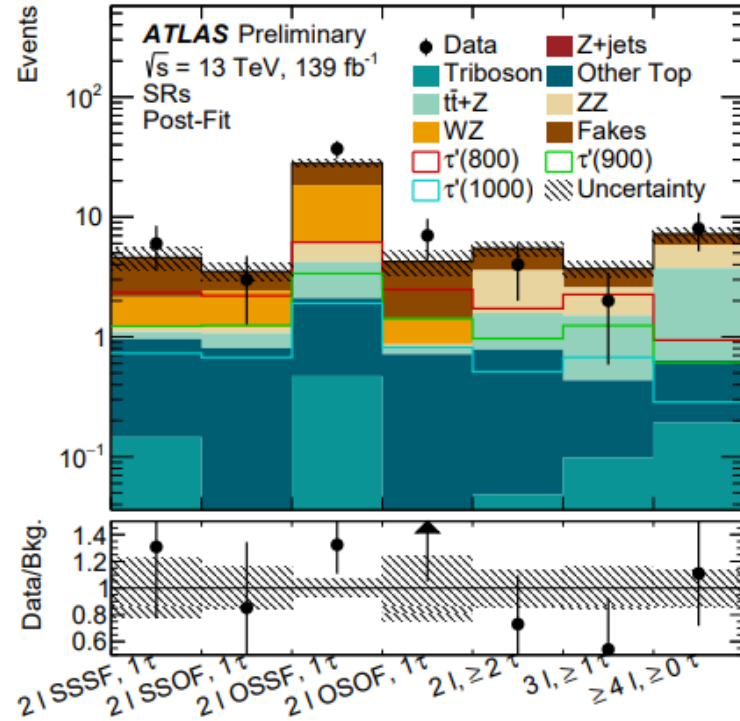 Events
ATLAS Preliminary
√s = 13 TeV, 139 fb⁻¹
SRs
Post-Fit
Data
Z+jets
Triboson
Other Top
tt̄+Z
ZZ
WZ
Fakes
τ'(800)
τ'(900)
τ'(1000)
Uncertainty
10²
10
1
10⁻¹
Data/Bkg.
1.4
1.2
1
0.8
0.6
2 l SSSF, 1τ
2 l SSOF, 1τ
2 l OSSF, 1τ
2 l OSOF, 1τ
2 l, ≥2 τ
3 l, ≥1 τ
≥4 l, ≥0 τ